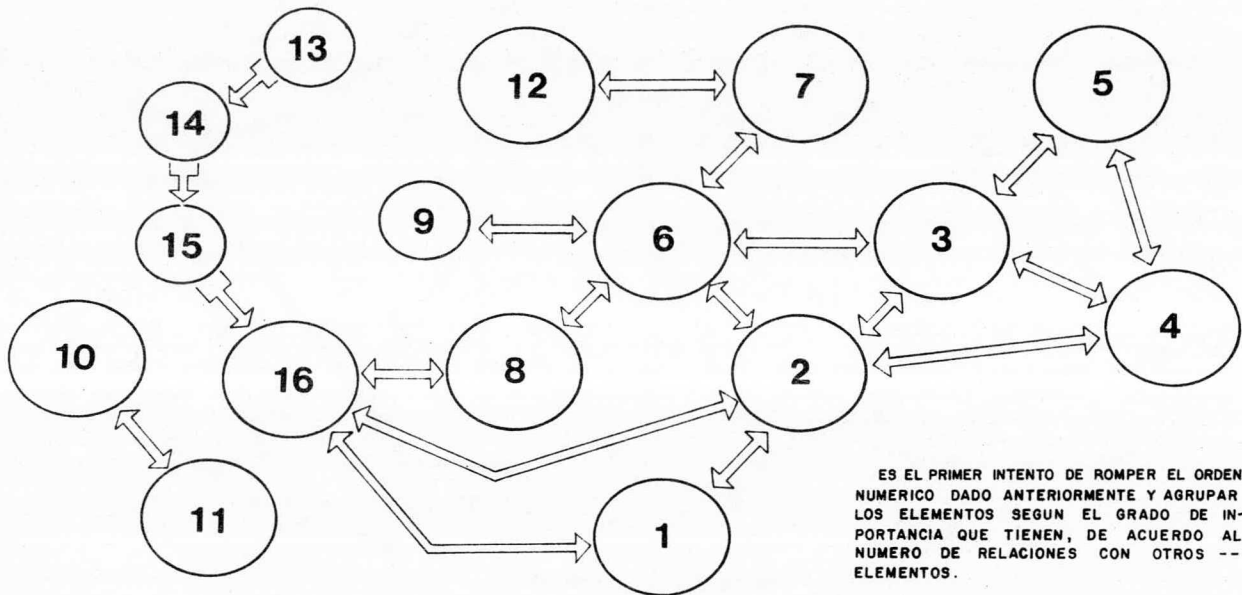 13
12
7
5
14
9
6
3
15
4
10
16
8
2
11
1
ES EL PRIMER INTENTO DE ROMPER EL ORDEN
NUMERICO DADO ANTERIORMENTE Y AGRUPAR
LOS ELEMENTOS SEGUN EL GRADO DE IN-
PORTANCIA QUE TIENEN, DE ACUERDO AL
NUMERO DE RELACIONES CON OTROS --
ELEMENTOS.